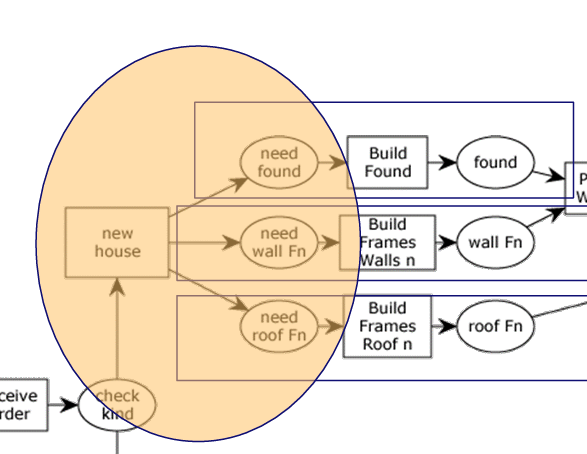 need
found
Build
Found
found
P
W
new
house
need
wall Fn
Build
Frames
Walls n
wall Fn
need
roof Fn
Build
Frames
Roof n
roof Fn
ceive
rder
check
kind